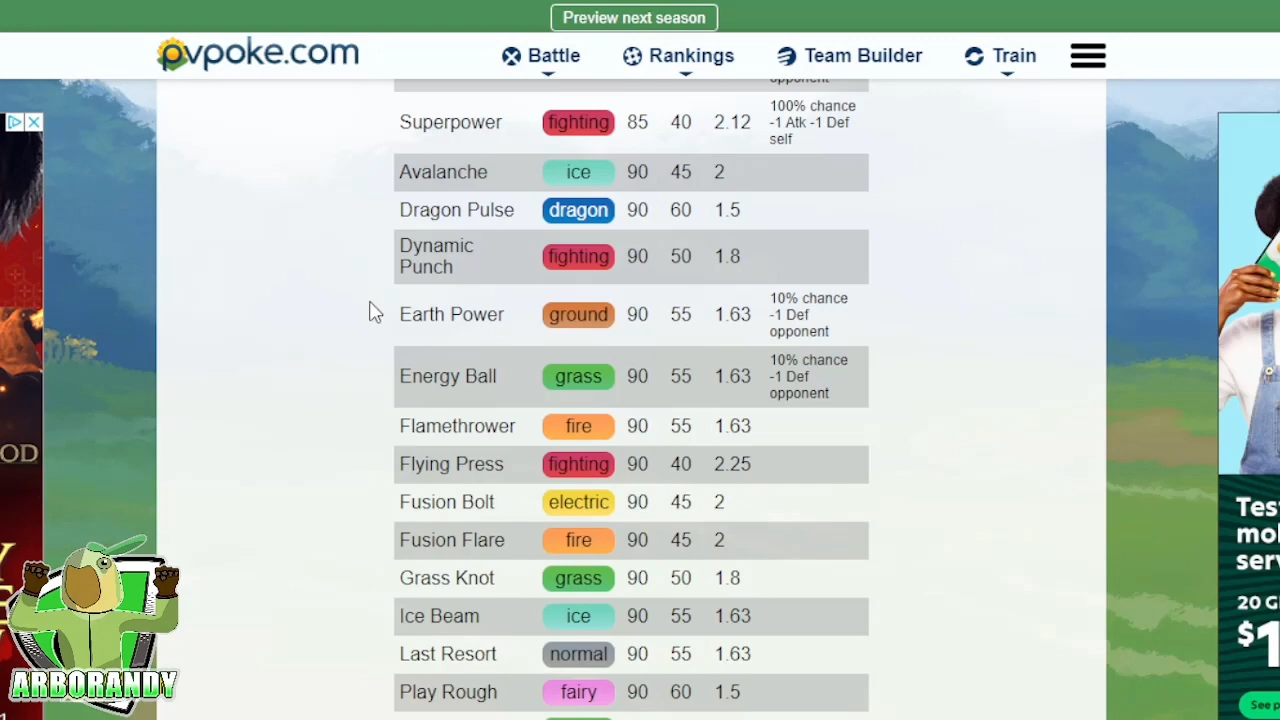 Preview next season
pvpoke.com
Battle
Rankings
Team Builder
Train
opponent
Superpower fighting 85 40 2.12 100% chance
-1 Atk -1 Def
self
Avalanche ice 90 45 2
Dragon Pulse dragon 90 60 1.5
Dynamic
Punch fighting 90 50 1.8
Earth Power ground 90 55 1.63 10% chance
-1 Def
opponent
Energy Ball grass 90 55 1.63 10% chance
-1 Def
opponent
Flamethrower fire 90 55 1.63
Flying Press fighting 90 40 2.25
Fusion Bolt electric 90 45 2
Fusion Flare fire 90 45 2
Grass Knot grass 90 50 1.8
Ice Beam ice 90 55 1.63
Last Resort normal 90 55 1.63
Play Rough fairy 90 60 1.5
OD
ARBORANDY
20 G
$1
See p